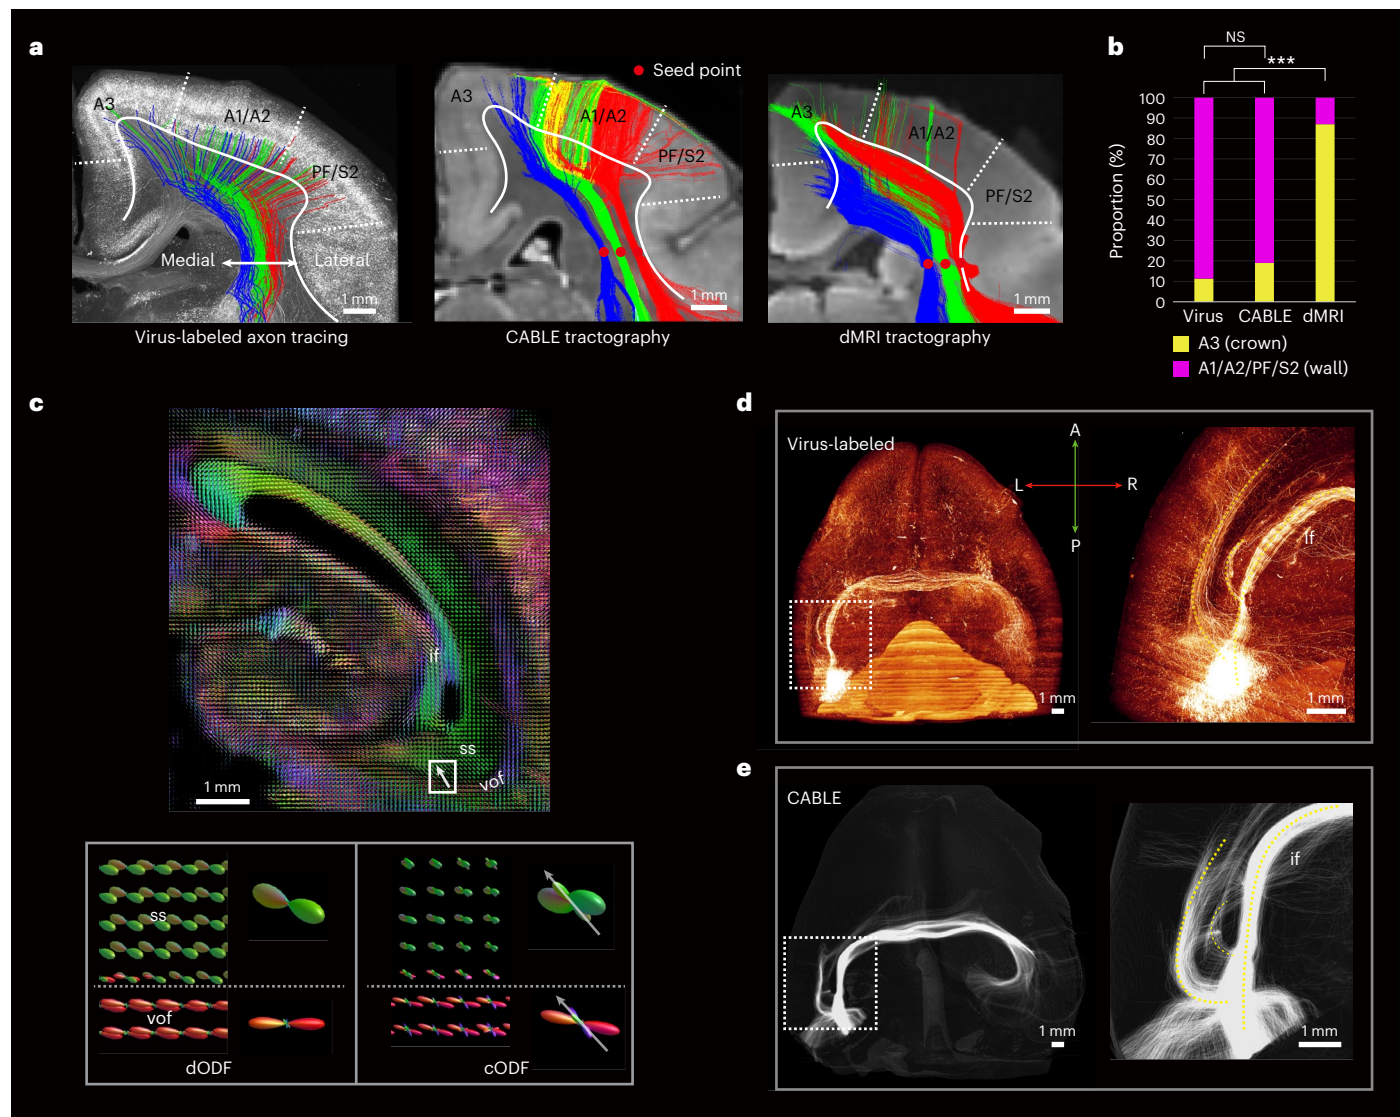 a
A3
A1/A2
PF/S2
Medial
Lateral
1 mm
Virus-labeled axon tracing
Seed point
A3
A1/A2
PF/S2
1 mm
CABLE tractography
A3
A1/A2
PF/S2
1 mm
dMRI tractography
b
NS
***
Proportion (%)
100
90
80
70
60
50
40
30
20
10
0
Virus CABLE dMRI
A3 (crown)
A1/A2/PF/S2 (wall)
c
if
ss
vof
1 mm
ss
vof
dODF
cODF
d
Virus-labeled
A
L
R
P
1 mm
If
1 mm
e
CABLE
1 mm
if
1 mm